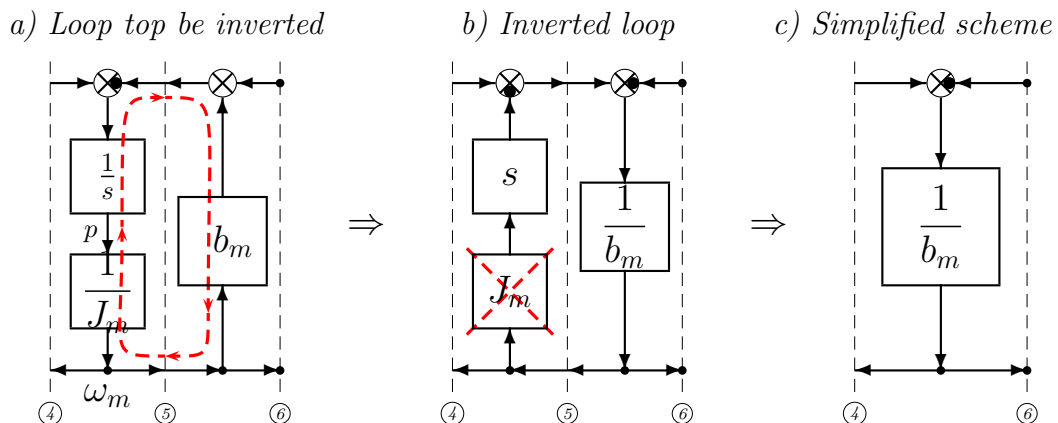 a) Loop top be inverted
b) Inverted loop
c) Simplified scheme
1/s
p
1/J_m
ω_m
b_m
4 5 6
⇒
s
J_m
1/b_m
4 5 6
⇒
1/b_m
4 6